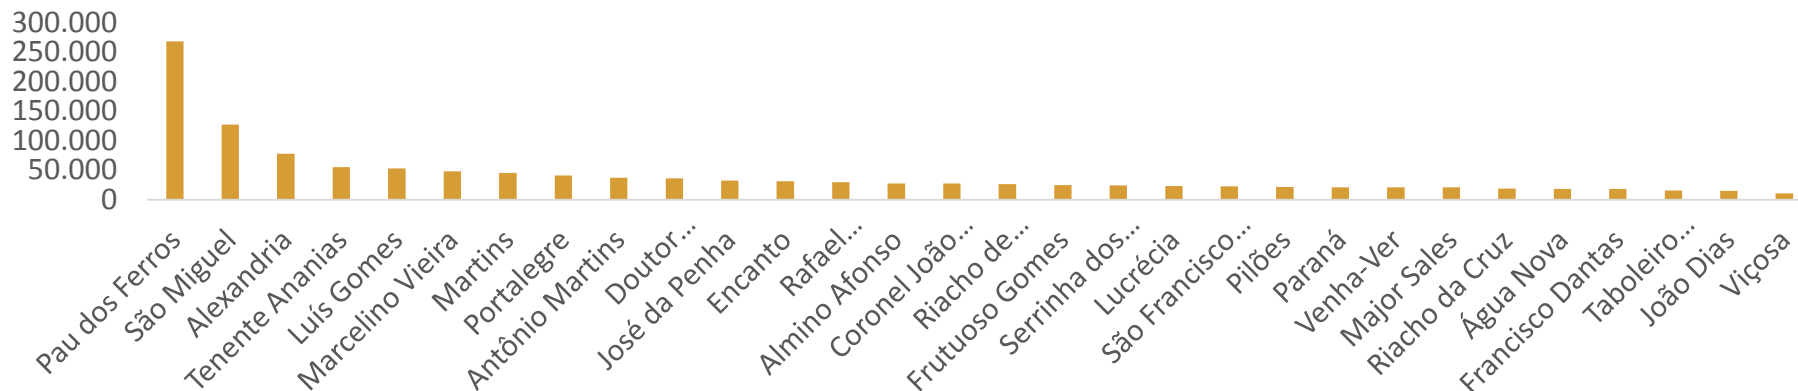 300.000
250.000
200.000
150.000
100.000
50.000
0
Pau dos Ferros
São Miguel
Alexandria
Tenente Ananias
Luís Gomes
Marcelino Vieira
Martins
Portalegre
Antônio Martins
Doutor...
José da Penha
Encanto
Rafael...
Almino Afonso
Coronel João...
Riacho de...
Frutuoso Gomes
Serrinha dos...
Lucrécia
São Francisco...
Pilões
Paraná
Venha-Ver
Major Sales
Riacho da Cruz
Água Nova
Francisco Dantas
Taboleiro...
João Dias
Viçosa